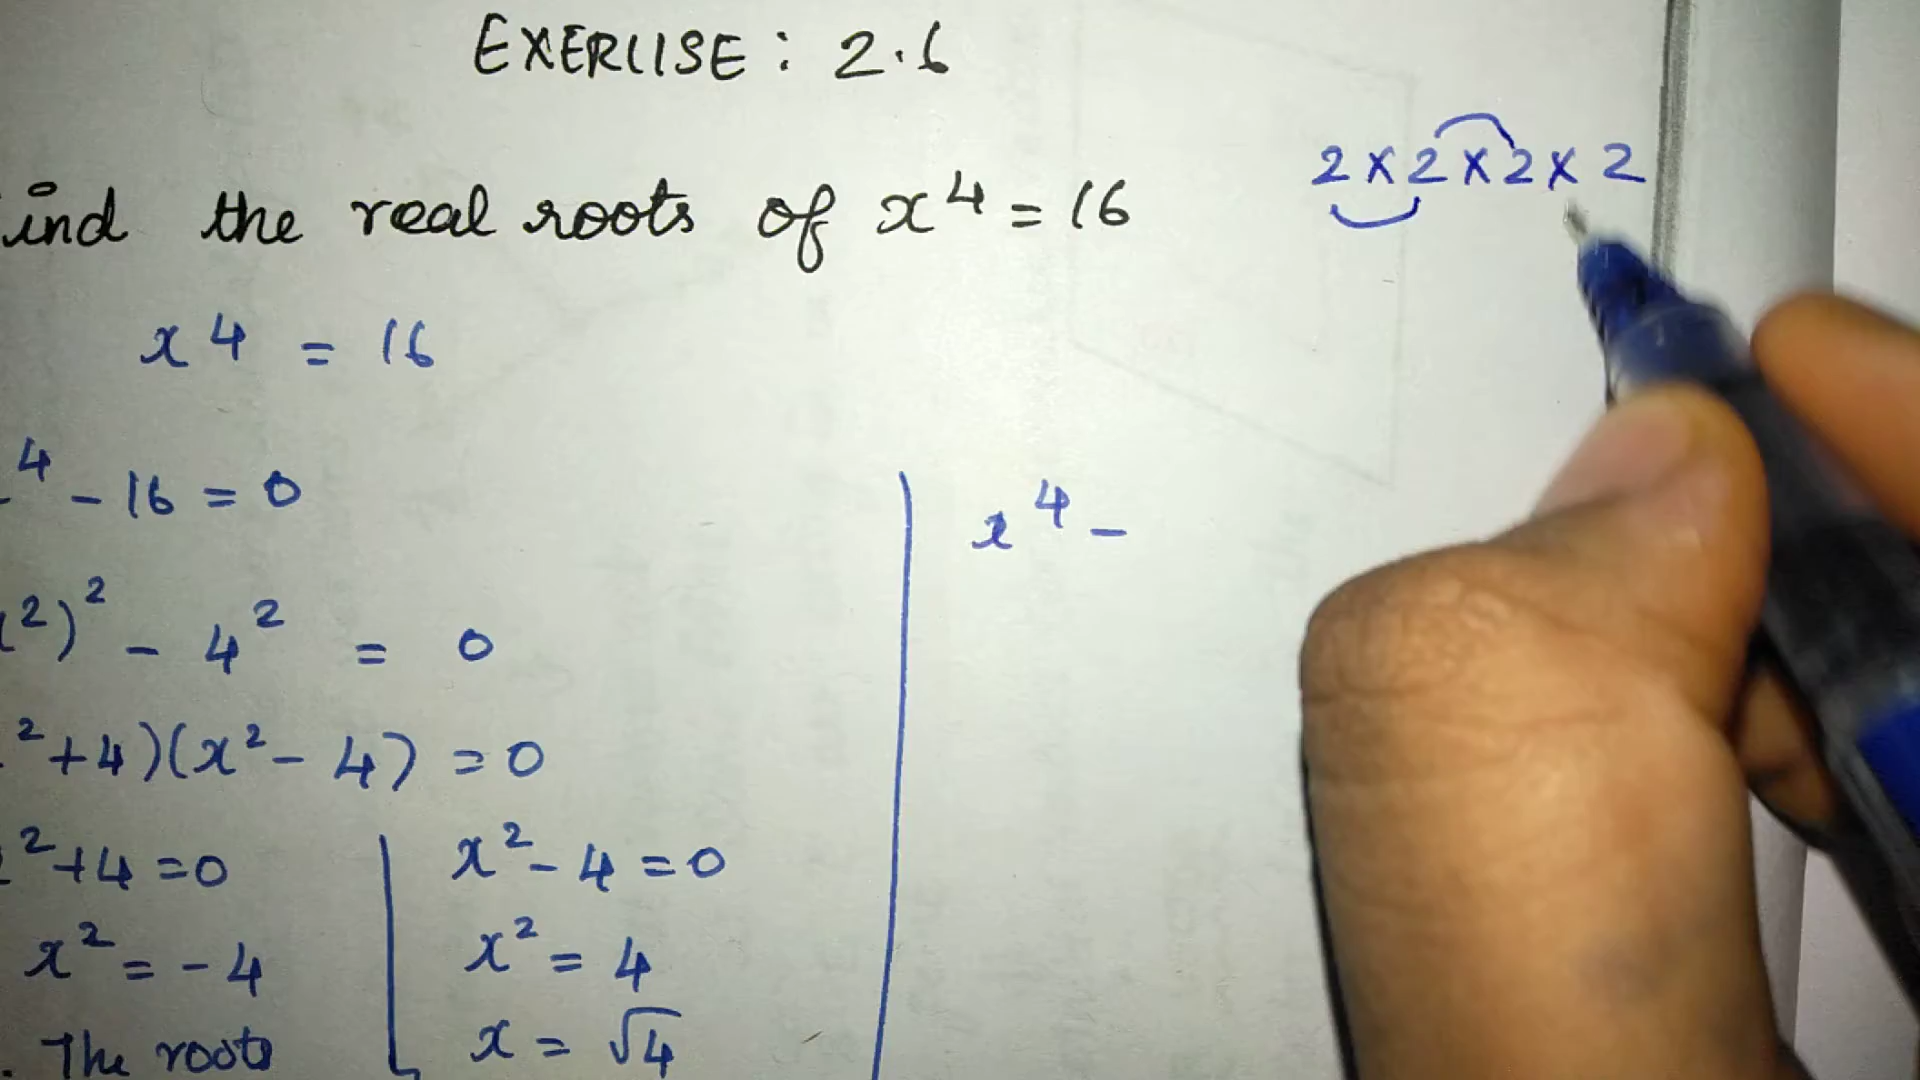 EXERCISE : 2.6
2 × 2 × 2 × 2
ind the real roots of x⁴ = 16
x⁴ = 16
⁴ - 16 = 0
x⁴ -
²)² - 4² = 0
² + 4)(x² - 4) = 0
² + 4 = 0
x² - 4 = 0
x² = -4
x² = 4
. The roots
x = √4